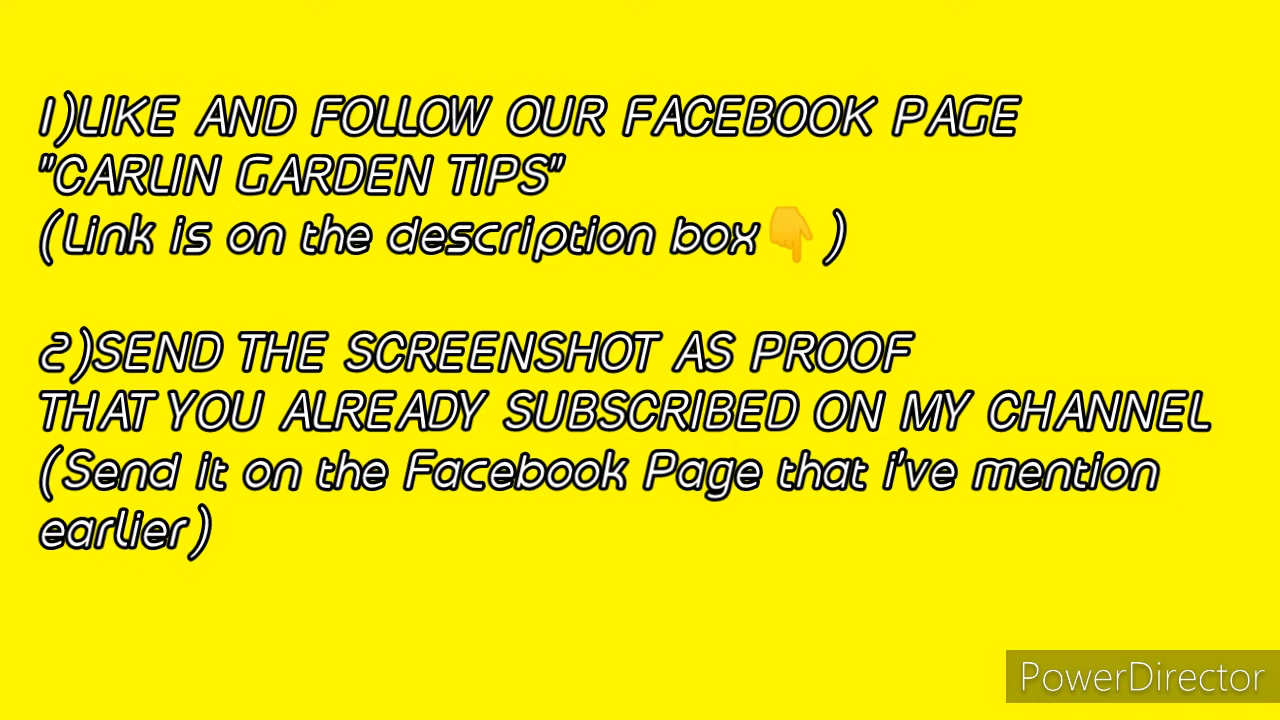 1)LIKE AND FOLLOW OUR FACEBOOK PAGE
"CARLIN GARDEN TIPS"
(Link is on the description box👇)
2)SEND THE SCREENSHOT AS PROOF
THAT YOU ALREADY SUBSCRIBED ON MY CHANNEL
(Send it on the Facebook Page that i've mention
earlier)
PowerDirector